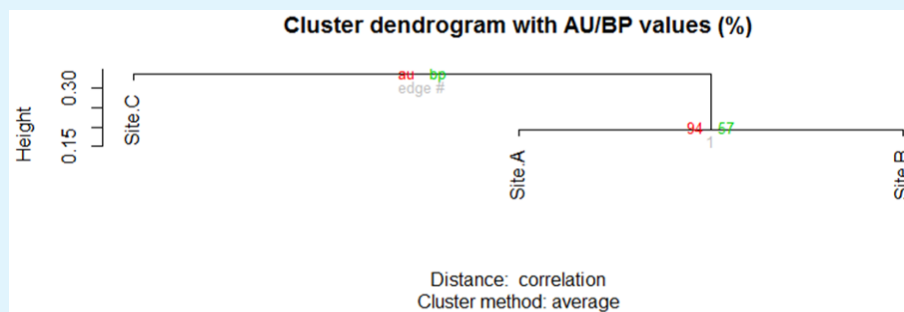 Cluster dendrogram with AU/BP values (%)
Height
0.15 0.30
Site.C
au bp
edge #
94 57
1
Site.A
Site.B
Distance: correlation
Cluster method: average